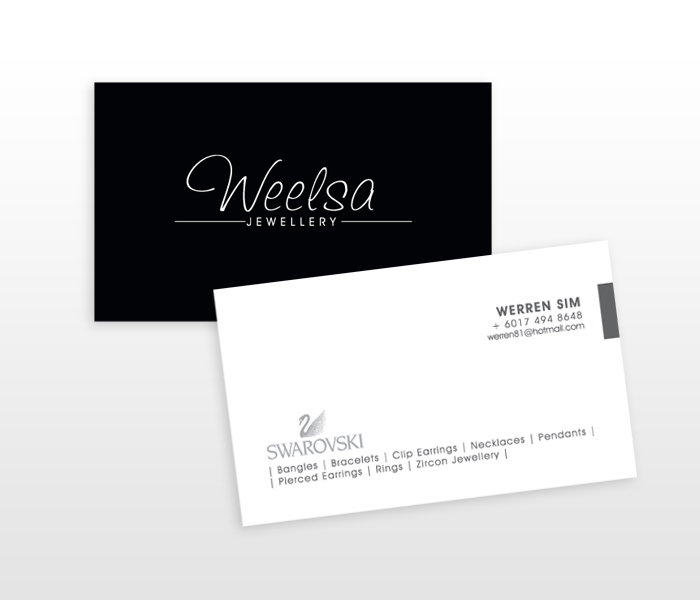 Weelsa
JEWELLERY
WERREN SIM
+ 6017 494 8648
werren81@hotmail.com
SWAROVSKI
| Bangles | Bracelets | Clip Earrings | Necklaces | Pendants |
| Pierced Earrings | Rings | Zircon Jewellery |